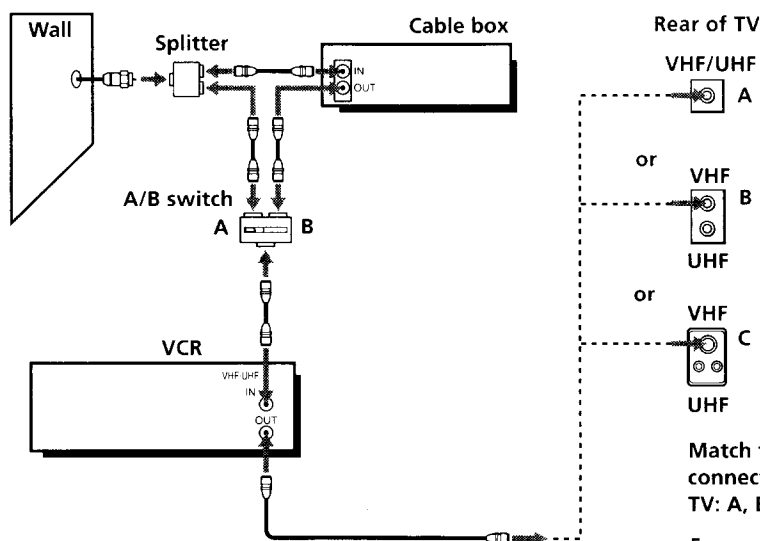 Wall
Splitter
Cable box
IN
OUT
A/B switch
A
B
VCR
VHF/UHF
IN
OUT
Rear of TV
VHF/UHF
A
or
VHF
B
UHF
or
VHF
C
UHF
Match
connec
TV: A,